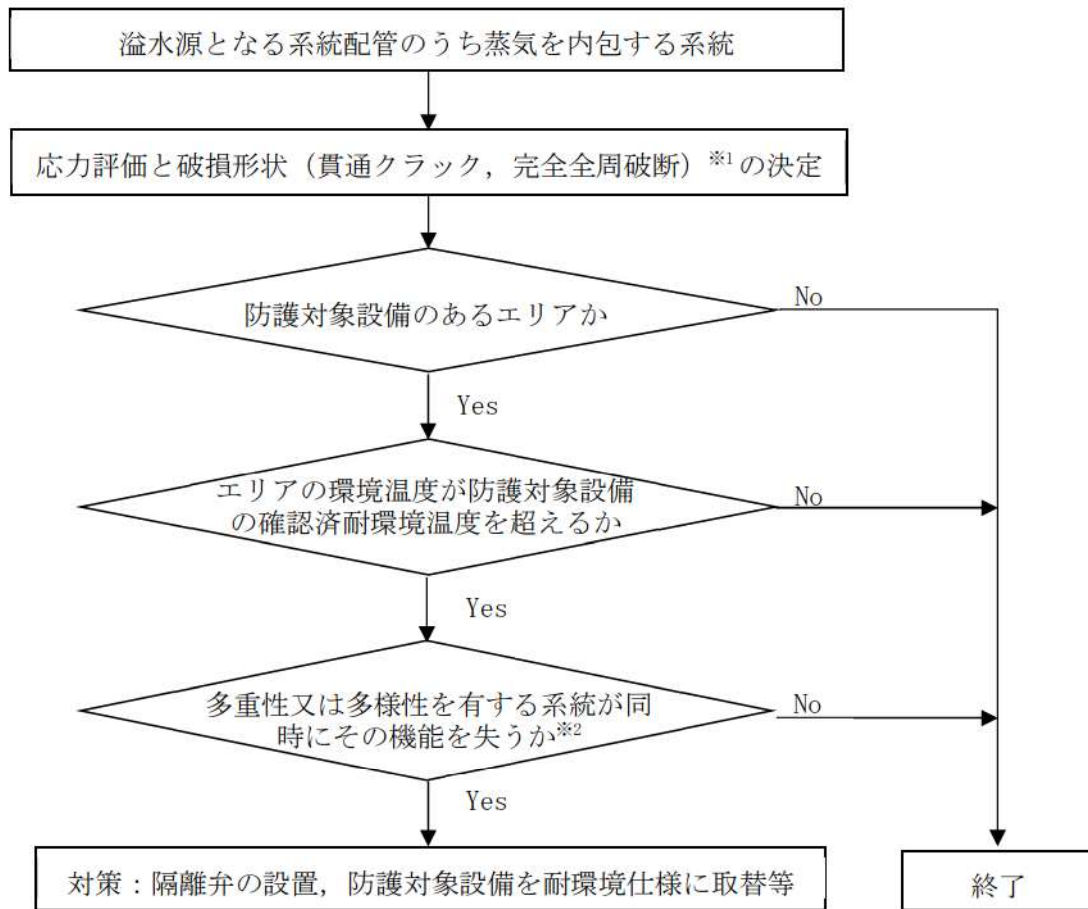 溢水源となる系統配管のうち蒸気を内包する系統
応力評価と破損形状（貫通クラック，完全全周破断）※1の決定
防護対象設備のあるエリアか
No
Yes
エリアの環境温度が防護対象設備
の確認済耐環境温度を超えるか
No
Yes
多重性又は多様性を有する系統が同
時にその機能を失うか※2
No
Yes
対策：隔離弁の設置，防護対象設備を耐環境仕様に取替等
終了